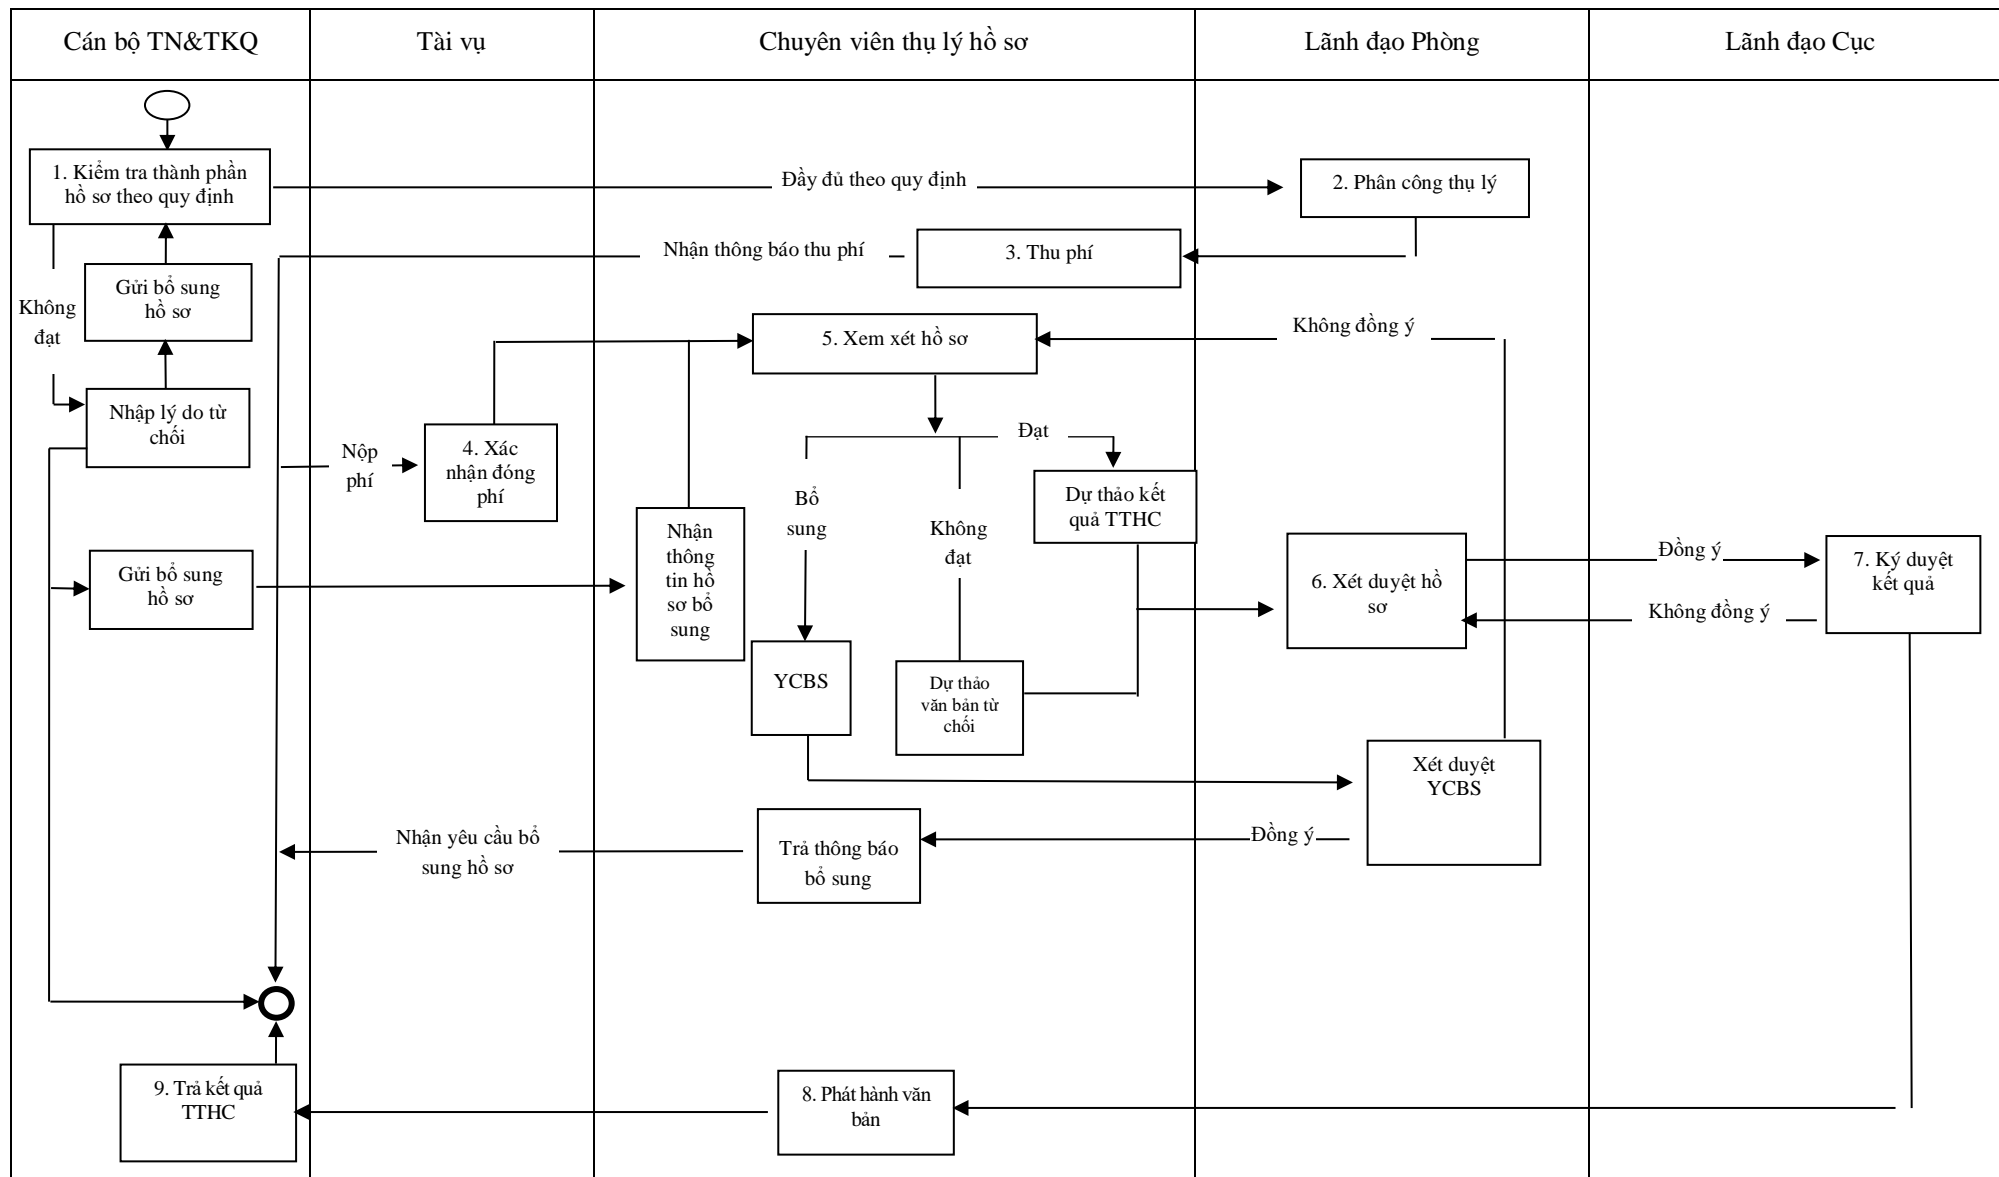 Cán bộ TN&TKQ
Tài vụ
Chuyên viên thụ lý hồ sơ
Lãnh đạo Phòng
Lãnh đạo Cục
1. Kiểm tra thành phần
hồ sơ theo quy định
Đầy đủ theo quy định
2. Phân công thụ lý
Nhận thông báo thu phí
3. Thu phí
Gửi bổ sung
hồ sơ
Không
đạt
5. Xem xét hồ sơ
Không đồng ý
Nhập lý do từ
chối
Nộp
phí
4. Xác
nhận đóng
phí
Đạt
Bổ
sung
Không
đạt
Dự thảo kết
quả TTHC
Nhận
thông
tin hồ
sơ bổ
sung
Gửi bổ sung
hồ sơ
6. Xét duyệt hồ
sơ
Đồng ý
7. Ký duyệt
kết quả
Không đồng ý
YCBS
Dự thảo
văn bản từ
chối
Xét duyệt
YCBS
Nhận yêu cầu bổ
sung hồ sơ
Trả thông báo
bổ sung
Đồng ý
9. Trả kết quả
TTHC
8. Phát hành văn
bản